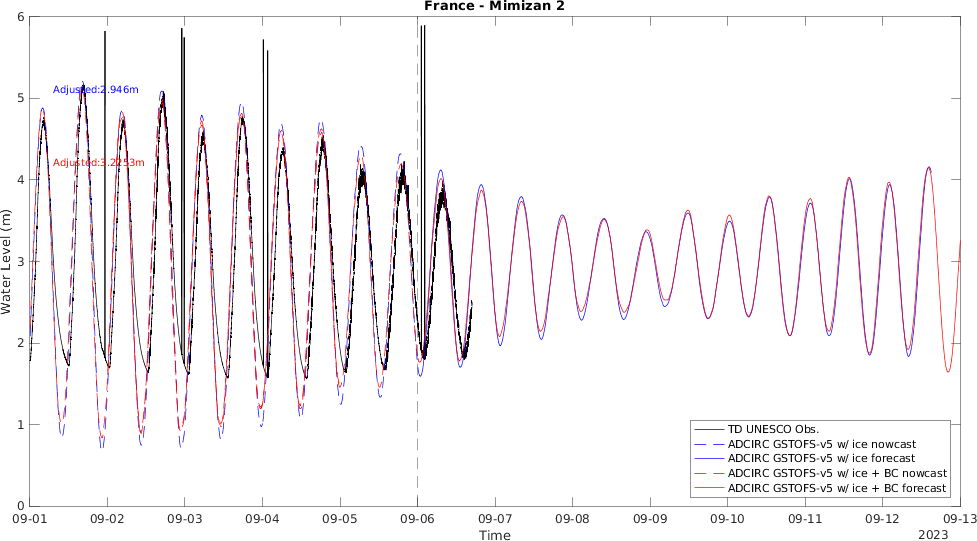 France - Mimizan 2
6
5
4
3
2
1
0
Water Level (m)
Adjusted:2.946m
Adjusted:3.2253m
TD UNESCO Obs.
ADCIRC GSTOFS-v5 w/ ice nowcast
ADCIRC GSTOFS-v5 w/ ice forecast
ADCIRC GSTOFS-v5 w/ ice + BC nowcast
ADCIRC GSTOFS-v5 w/ ice + BC forecast
09-01 09-02 09-03 09-04 09-05 09-06 09-07 09-08 09-09 09-10 09-11 09-12 09-13
Time
2023